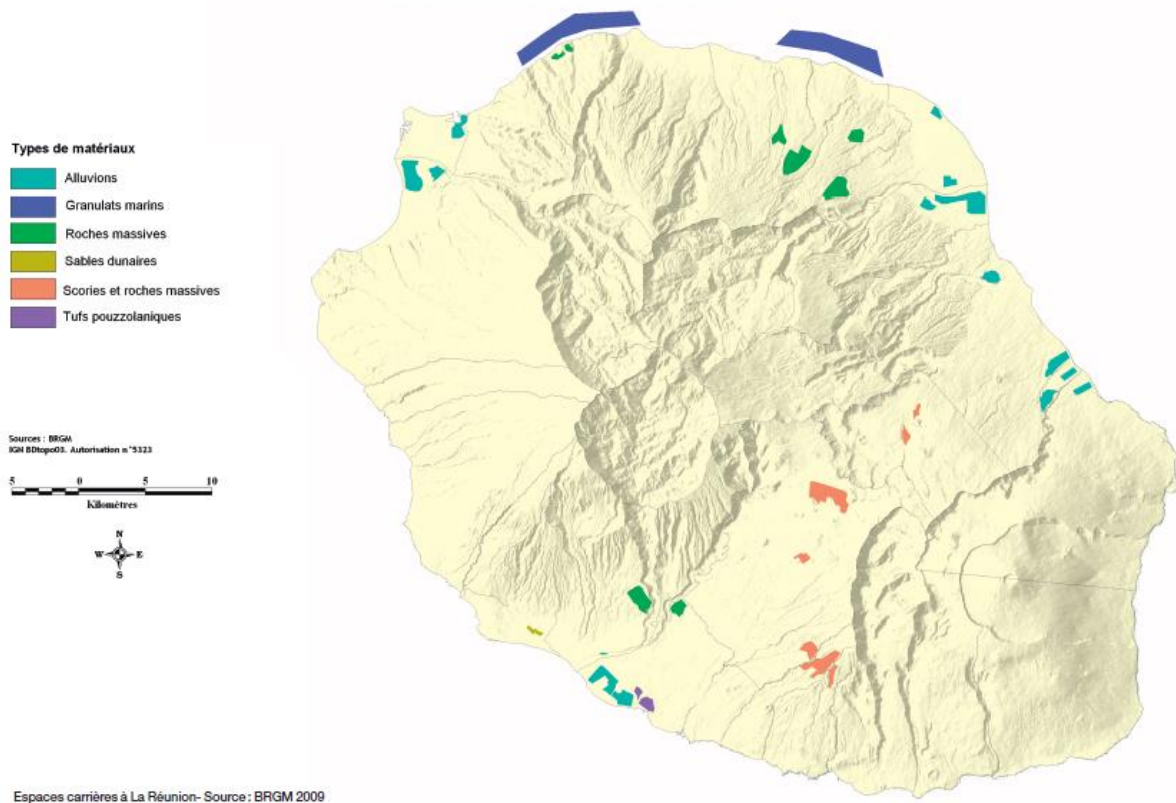 Types de matériaux
Alluvions
Granulats marins
Roches massives
Sables dunaires
Scories et roches massives
Tufs pouzzolaniques
Sources : BRGM
IGN BDtopo03. Autorisation n°5323
5 0 5 10
Kilomètres
N
W E
S
Espaces carrières à La Réunion- Source : BRGM 2009